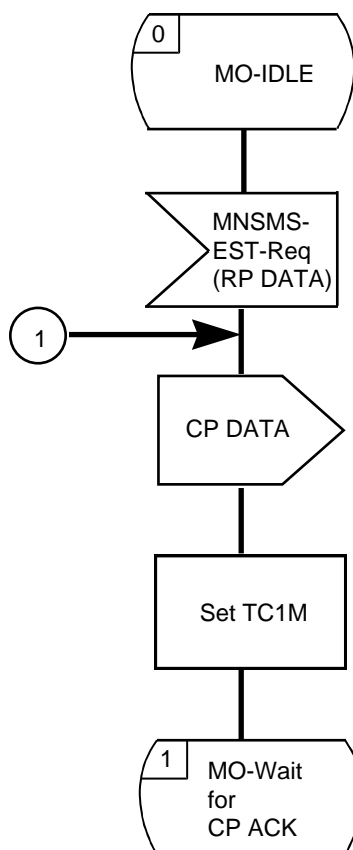 0
MO-IDLE
MNSMS-
EST-Req
(RP DATA)
1
CP DATA
Set TC1M
1
MO-Wait
for
CP ACK